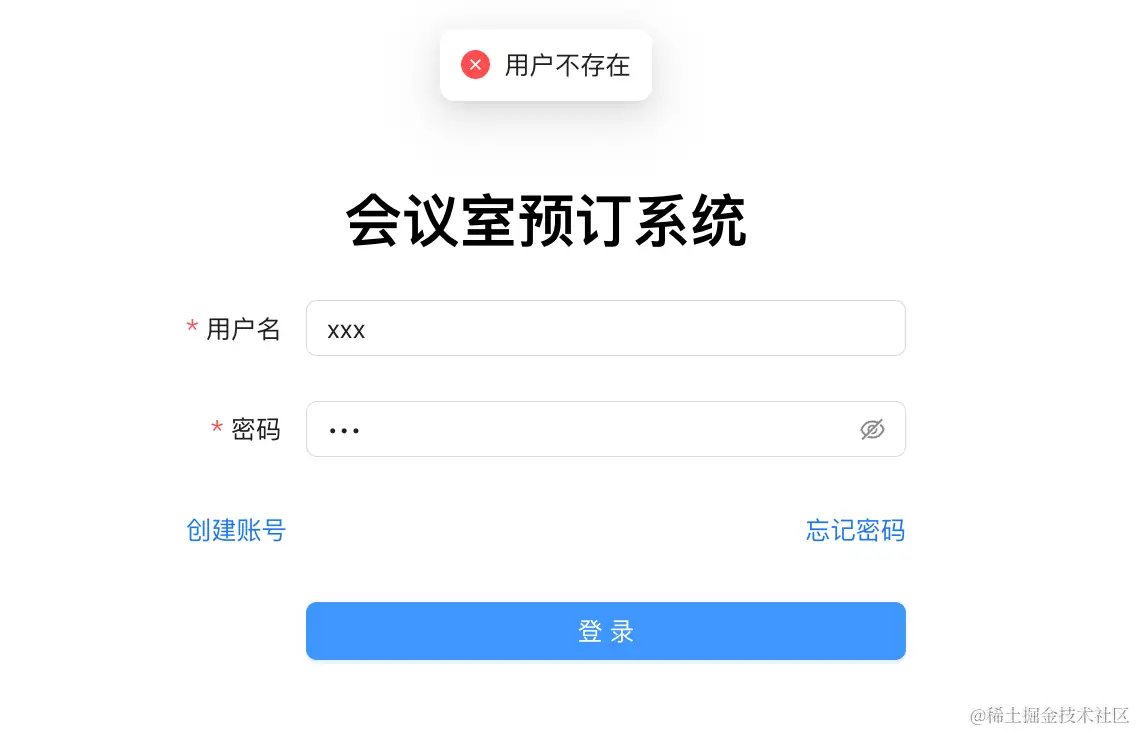 用户不存在
会议室预订系统
* 用户名 xxx
* 密码 •••
创建账号 忘记密码
登 录
@稀土掘金技术社区